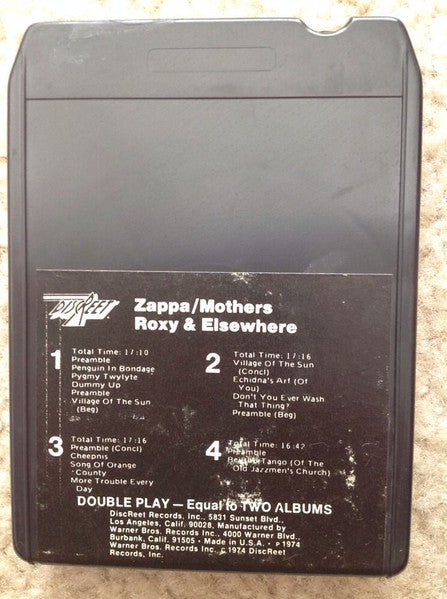 DISCREET
Zappa/Mothers
Roxy & Elsewhere
1
Total Time: 17:10
Preamble
Penguin In Bondage
Pygmy Twylyte
Dummy Up
Preamble
Village Of The Sun
(Beg)
2
Total Time: 17:16
Village Of The Sun
(Concl)
Echidna's Arf (Of
You)
Don't You Ever Wash
That Thing?
Preamble (Beg)
3
Total Time: 17:16
Preamble (Concl)
Cheepnis
Song Of Orange
County
More Trouble Every
Day
4
Total Time: 16:42
Preamble
Tango (Of The
Old Jazzmen's Church)
DOUBLE PLAY — Equal to TWO ALBUMS
DiscReet Records Inc., 5831 Sunset Blvd.,
Los Angeles, Calif. 90028, Manufactured by
Warner Bros. Records Inc., 4000 Warner Blvd.,
Burbank, Calif. 91505 • Made in U.S.A. • P 1974
Warner Bros. Records Inc. © 1974 DiscReet
Records, Inc.